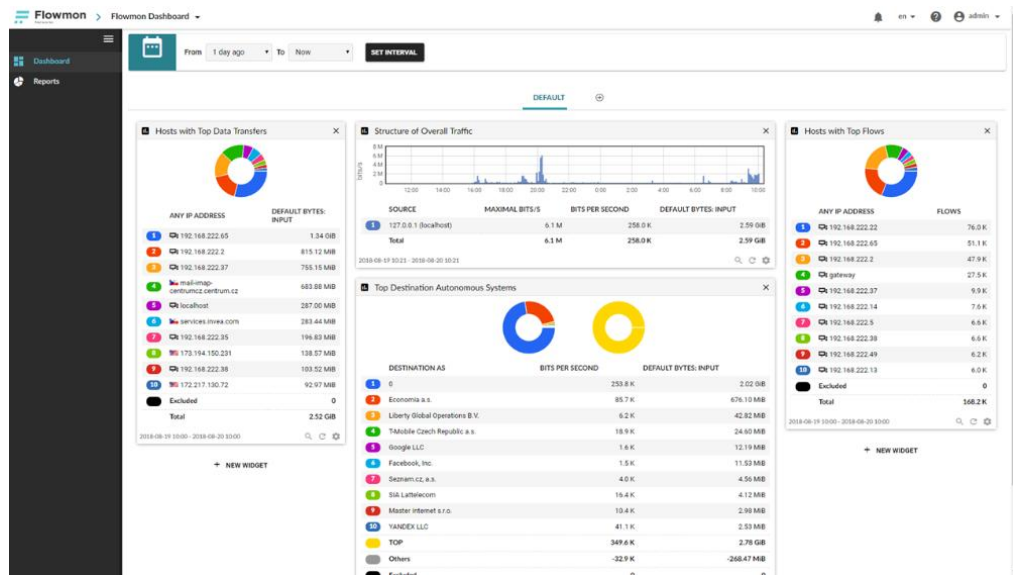 Flowmon > Flowmon Dashboard
en admin
Dashboard
Reports
From 1 day ago To Now SET INTERVAL
DEFAULT
Hosts with Top Data Transfers
ANY IP ADDRESS DEFAULT BYTES: INPUT
1 192.168.222.65 1.34 GiB
2 192.168.222.2 815.12 MiB
3 192.168.222.37 755.15 MiB
4 mail-imap-centrumcz.centrum.cz 683.88 MiB
5 localhost 287.00 MiB
6 services.invea.com 283.44 MiB
7 192.168.222.35 196.83 MiB
8 173.194.150.231 138.57 MiB
9 192.168.222.38 103.52 MiB
10 172.217.130.72 92.97 MiB
Excluded 0
Total 2.52 GiB
2018-08-19 10:00 - 2018-08-20 10:00
+ NEW WIDGET
Structure of Overall Traffic
bits/s
8 M
6 M
4 M
2 M
0
12:00 14:00 16:00 18:00 20:00 22:00 0:00 2:00 4:00 6:00 8:00 10:00
SOURCE MAXIMAL BITS/S BITS PER SECOND DEFAULT BYTES: INPUT
1 127.0.0.1 (localhost) 6.1 M 258.0 K 2.59 GiB
Total 6.1 M 258.0 K 2.59 GiB
2018-08-19 10:21 - 2018-08-20 10:21
Top Destination Autonomous Systems
DESTINATION AS BITS PER SECOND DEFAULT BYTES: INPUT
1 0 253.8 K 2.02 GiB
2 Economia a.s. 85.7 K 676.10 MiB
3 Liberty Global Operations B.V. 6.2 K 42.82 MiB
4 T-Mobile Czech Republic a.s. 18.9 K 24.60 MiB
5 Google LLC 1.6 K 12.19 MiB
6 Facebook, Inc. 1.5 K 11.53 MiB
7 Seznam.cz, a.s. 4.0 K 4.56 MiB
8 SIA Lattelecom 16.4 K 4.12 MiB
9 Master Internet s.r.o. 10.4 K 2.98 MiB
10 YANDEX LLC 41.1 K 2.53 MiB
TOP 349.6 K 2.78 GiB
Others -32.9 K -268.47 MiB
Excluded 0 0
Hosts with Top Flows
ANY IP ADDRESS FLOWS
1 192.168.222.22 76.0 K
2 192.168.222.65 51.1 K
3 192.168.222.2 47.9 K
4 gateway 27.5 K
5 192.168.222.37 9.9 K
6 192.168.222.14 7.6 K
7 192.168.222.5 6.6 K
8 192.168.222.38 6.6 K
9 192.168.222.49 6.2 K
10 192.168.222.13 6.0 K
Excluded 0
Total 168.2 K
2018-08-19 10:00 - 2018-08-20 10:00
+ NEW WIDGET